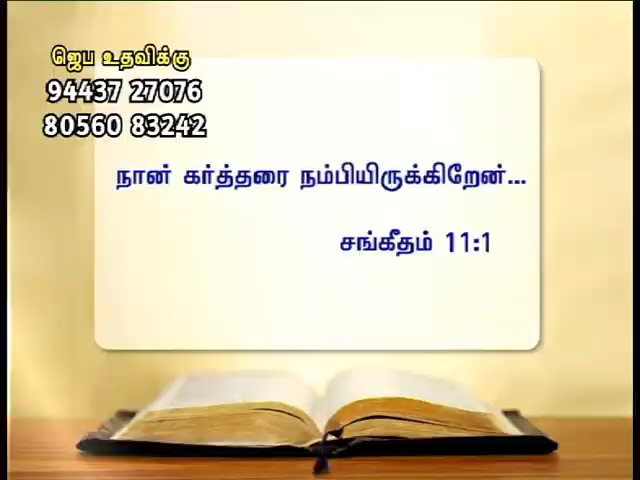 ஜெப உதவிக்கு
94437 27076
80560 83242
நான் கர்த்தரை நம்பியிருக்கிறேன்...
சங்கீதம் 11:1